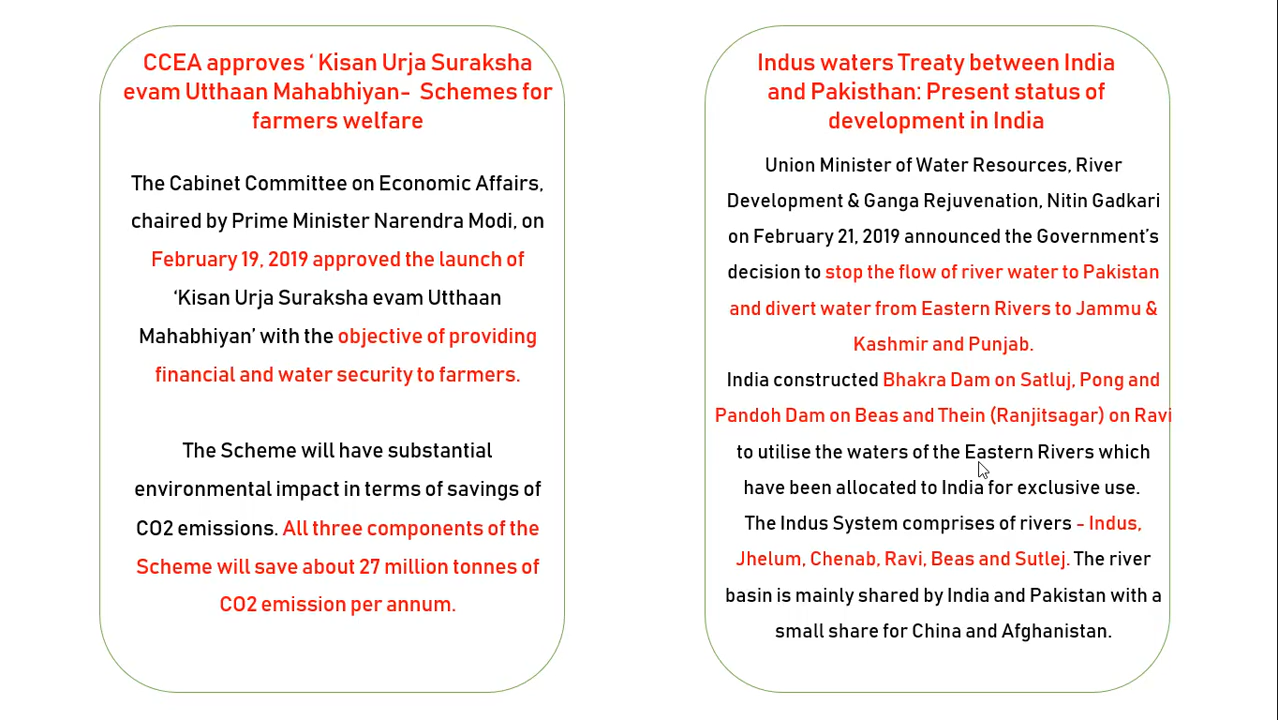 CCEA approves ‘ Kisan Urja Suraksha
evam Utthaan Mahabhiyan- Schemes for
farmers welfare
The Cabinet Committee on Economic Affairs,
chaired by Prime Minister Narendra Modi, on
February 19, 2019 approved the launch of
‘Kisan Urja Suraksha evam Utthaan
Mahabhiyan’ with the objective of providing
financial and water security to farmers.
The Scheme will have substantial
environmental impact in terms of savings of
CO2 emissions. All three components of the
Scheme will save about 27 million tonnes of
CO2 emission per annum.
Indus waters Treaty between India
and Pakisthan: Present status of
development in India
Union Minister of Water Resources, River
Development & Ganga Rejuvenation, Nitin Gadkari
on February 21, 2019 announced the Government’s
decision to stop the flow of river water to Pakistan
and divert water from Eastern Rivers to Jammu &
Kashmir and Punjab.
India constructed Bhakra Dam on Satluj, Pong and
Pandoh Dam on Beas and Thein (Ranjitsagar) on Ravi
to utilise the waters of the Eastern Rivers which
have been allocated to India for exclusive use.
The Indus System comprises of rivers - Indus,
Jhelum, Chenab, Ravi, Beas and Sutlej. The river
basin is mainly shared by India and Pakistan with a
small share for China and Afghanistan.